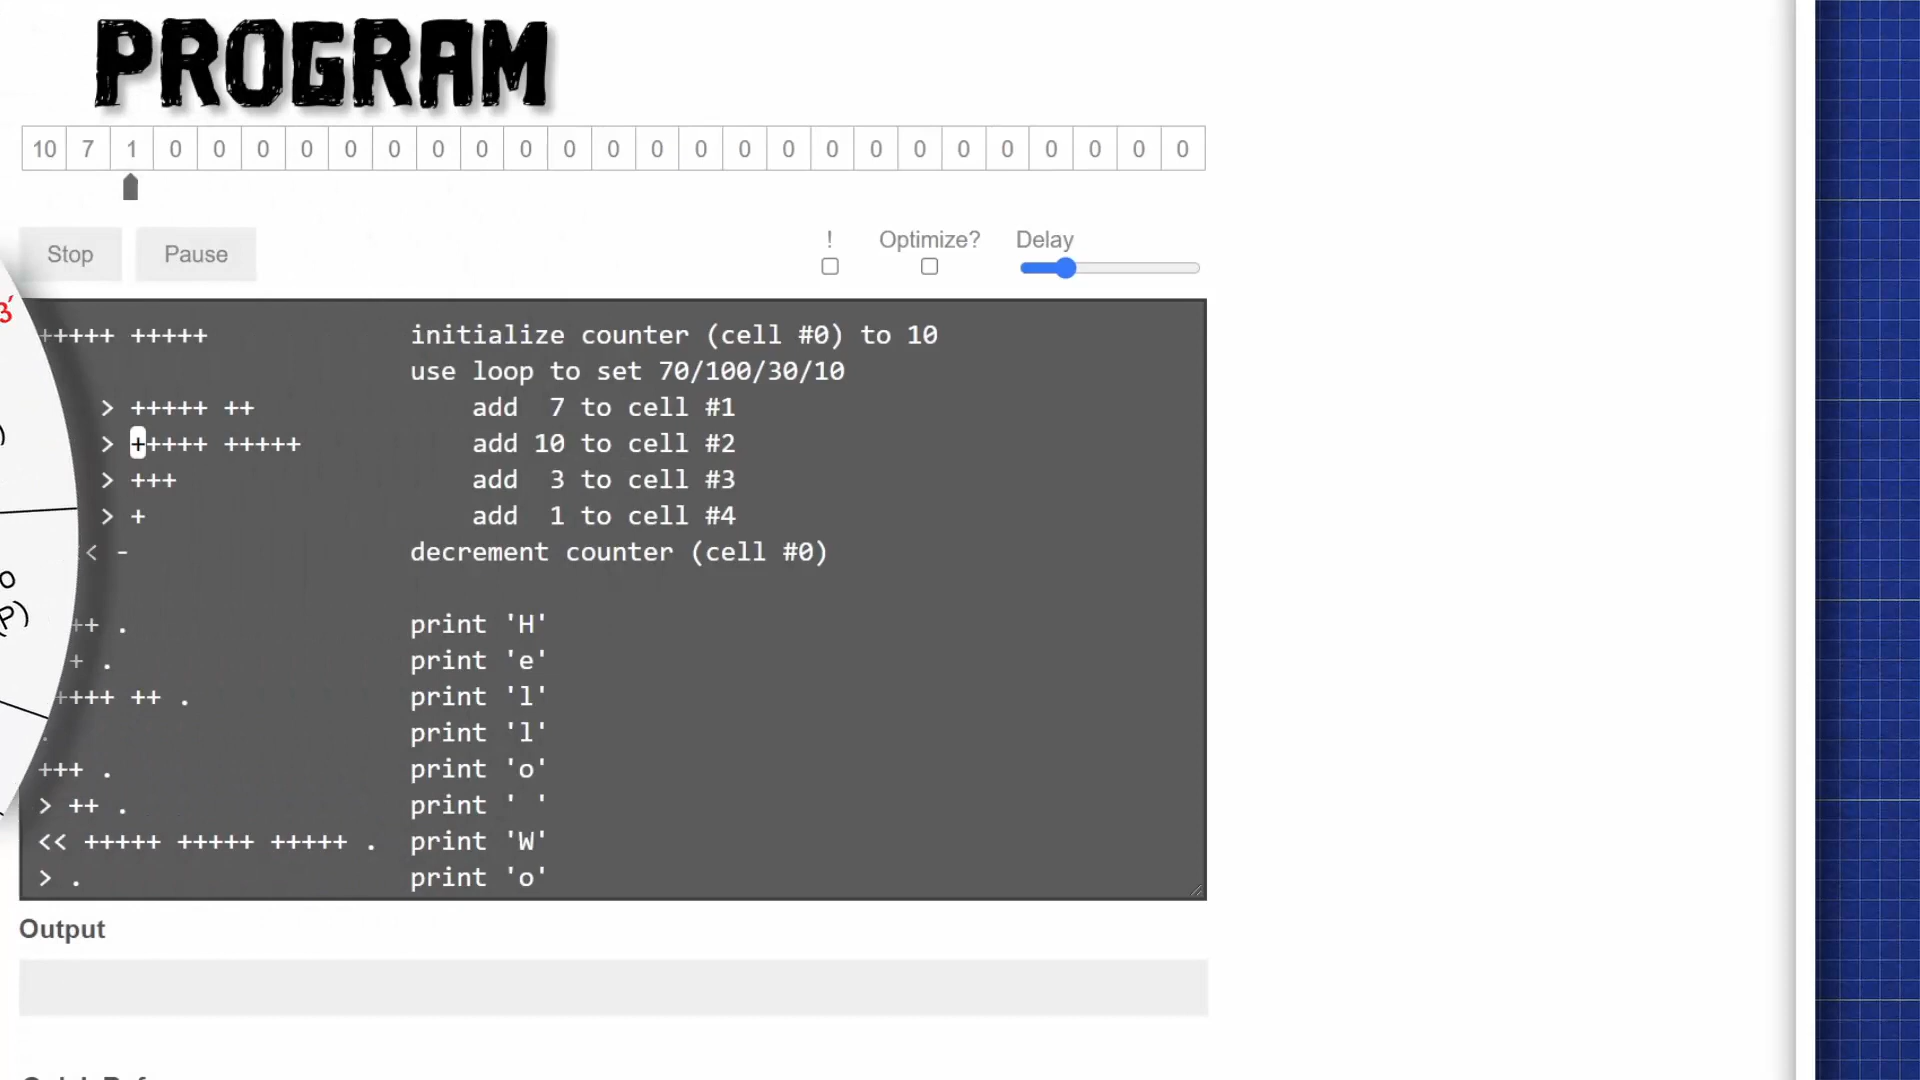 PROGRAM
10 7 1 0 0 0 0 0 0 0 0 0 0 0 0 0 0 0 0 0 0 0 0 0 0 0 0
Stop Pause ! Optimize? Delay
+++++ +++++ initialize counter (cell #0) to 10
use loop to set 70/100/30/10
> +++++ ++ add 7 to cell #1
> +++++ +++++ add 10 to cell #2
> +++ add 3 to cell #3
> + add 1 to cell #4
< - decrement counter (cell #0)
++ . print 'H'
+ . print 'e'
++++ ++ . print 'l'
. print 'l'
+++ . print 'o'
> ++ . print ' '
<< +++++ +++++ +++++ . print 'W'
> . print 'o'
Output